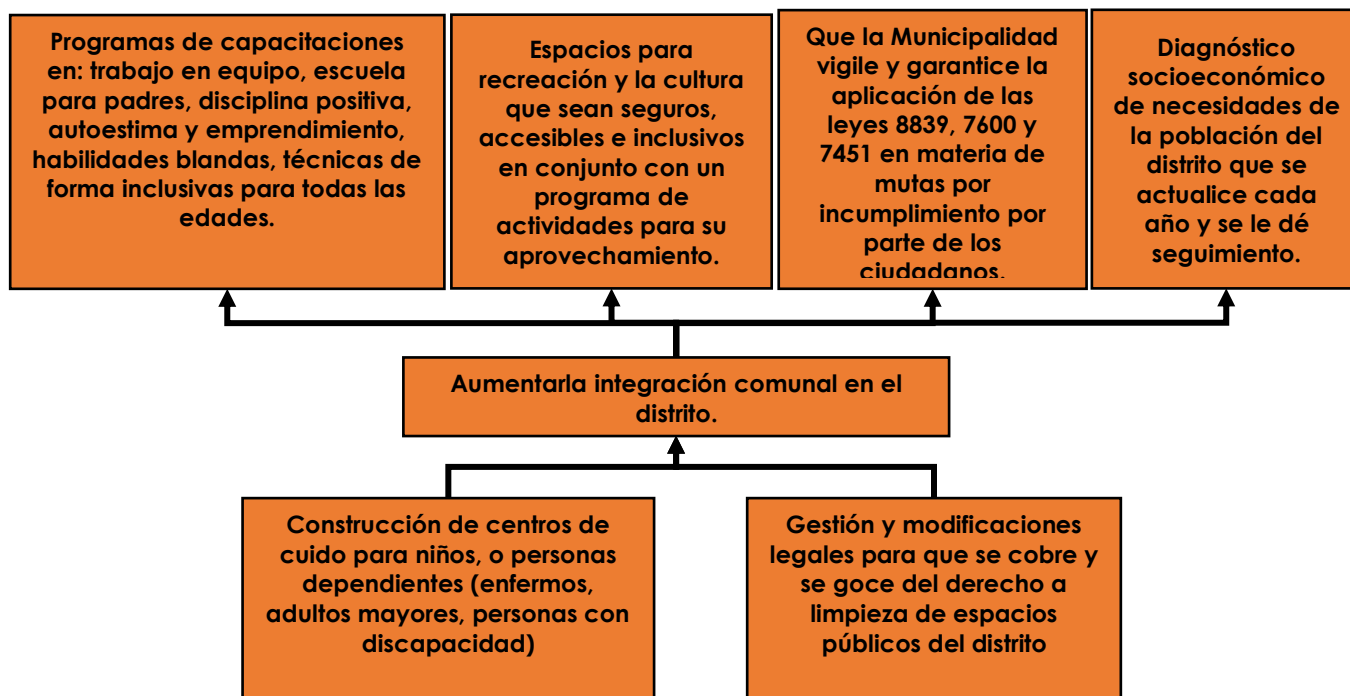 Programas de capacitaciones
en: trabajo en equipo, escuela
para padres, disciplina positiva,
autoestima y emprendimiento,
habilidades blandas, técnicas de
forma inclusivas para todas las
edades.
Espacios para
recreación y la cultura
que sean seguros,
accesibles e inclusivos
en conjunto con un
programa de
actividades para su
aprovechamiento.
Que la Municipalidad
vigile y garantice la
aplicación de las
leyes 8839, 7600 y
7451 en materia de
mutas por
incumplimiento por
parte de los
ciudadanos.
Diagnóstico
socioeconómico
de necesidades de
la población del
distrito que se
actualice cada
año y se le dé
seguimiento.
Aumentarla integración comunal en el
distrito.
Construcción de centros de
cuido para niños, o personas
dependientes (enfermos,
adultos mayores, personas con
discapacidad)
Gestión y modificaciones
legales para que se cobre y
se goce del derecho a
limpieza de espacios
públicos del distrito